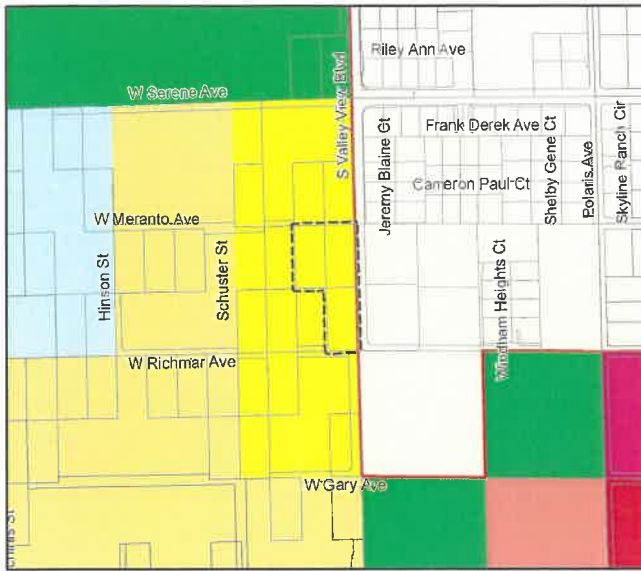 Riley Ann Ave
W Serene Ave
S Valley View Blvd
Jeremy Blaine Ct
Frank Derek Ave Ct
Cameron Paul Ct
Shelby Gene Ct
Polaris Ave
Skyline Ranch Cir
W Meranto Ave
Hinson St
Schuster St
Windham Heights Ct
W Richmar Ave
W Gary Ave
St